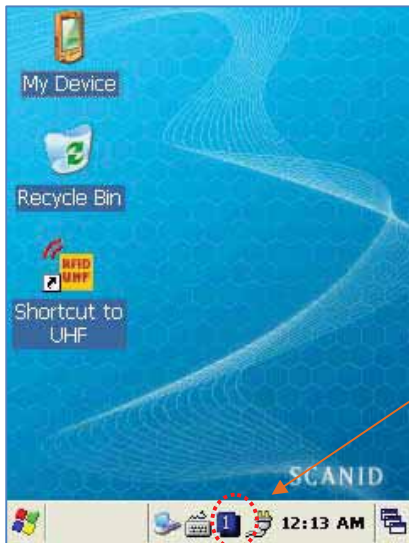 My Device
Recycle Bin
RFID
UHF
Shortcut to
UHF
SCANID
1
12:13 AM